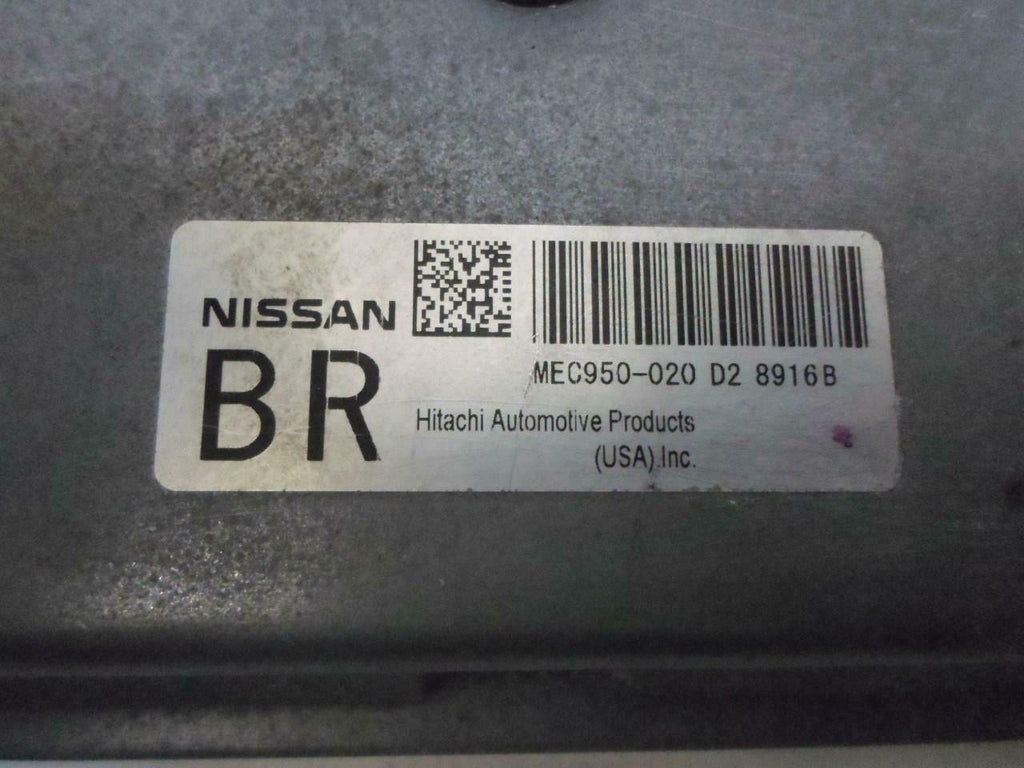 NISSAN
BR
MEC950-020 D2 8916B
Hitachi Automotive Products
(USA).Inc.